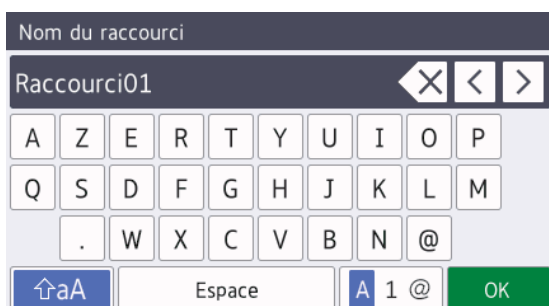 Nom du raccourci
Raccourci01
A Z E R T Y U I O P
Q S D F G H J K L M
. W X C V B N @
aA Espace A 1 @ OK